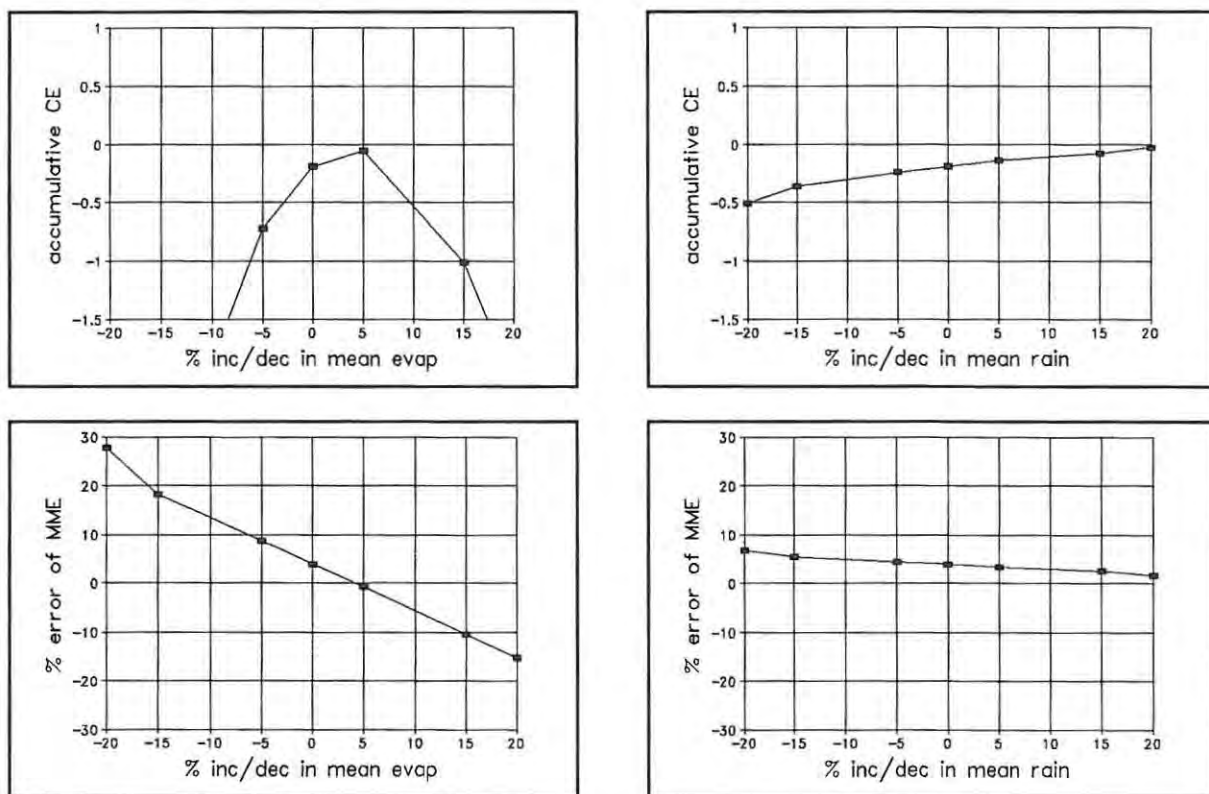 1
0.5
0
-0.5
-1
-1.5
accumulative CE
-20 -15 -10 -5 0 5 10 15 20
% inc/dec in mean evap
1
0.5
0
-0.5
-1
-1.5
accumulative CE
-20 -15 -10 -5 0 5 10 15 20
% inc/dec in mean rain
30
20
10
0
-10
-20
-30
% error of MME
-20 -15 -10 -5 0 5 10 15 20
% inc/dec in mean evap
30
20
10
0
-10
-20
-30
% error of MME
-20 -15 -10 -5 0 5 10 15 20
% inc/dec in mean rain